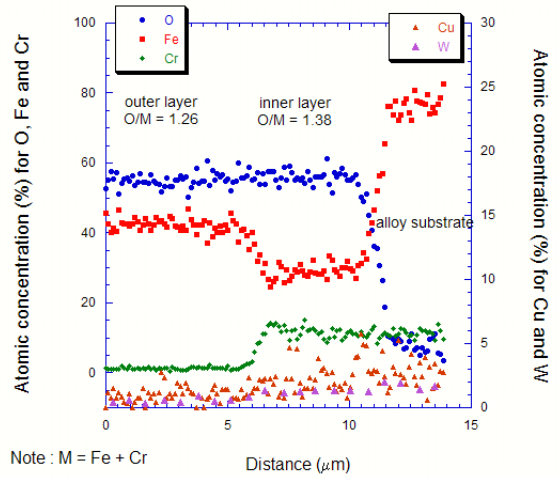 O
Fe
Cr
Cu
W
outer layer
O/M = 1.26
inner layer
O/M = 1.38
alloy substrate
100
80
60
40
20
0
30
25
20
15
10
5
0
0
5
10
15
Atomic concentration (%) for O, Fe and Cr
Atomic concentration (%) for Cu and W
Distance (μm)
Note : M = Fe + Cr